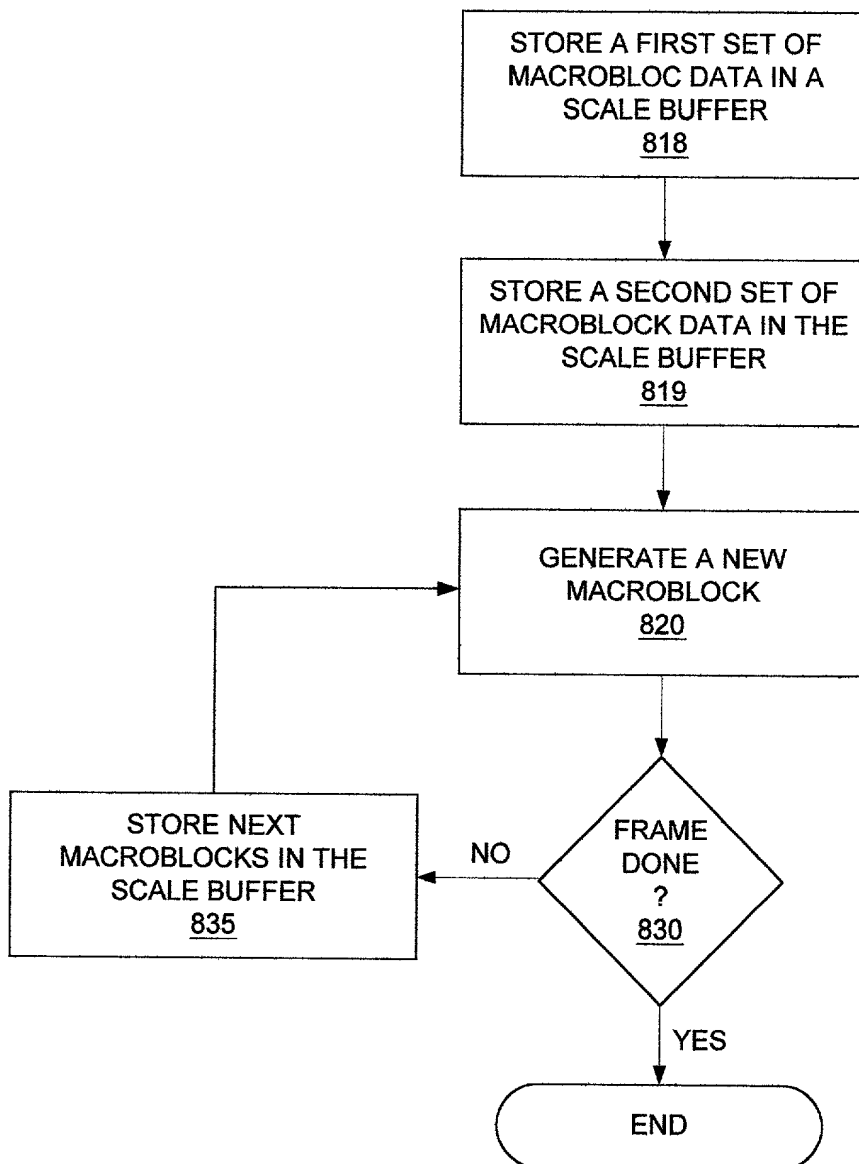 STORE A FIRST SET OF
MACROBLOC DATA IN A
SCALE BUFFER
818
STORE A SECOND SET OF
MACROBLOCK DATA IN THE
SCALE BUFFER
819
GENERATE A NEW
MACROBLOCK
820
FRAME
DONE
?
830
NO
STORE NEXT
MACROBLOCKS IN THE
SCALE BUFFER
835
YES
END